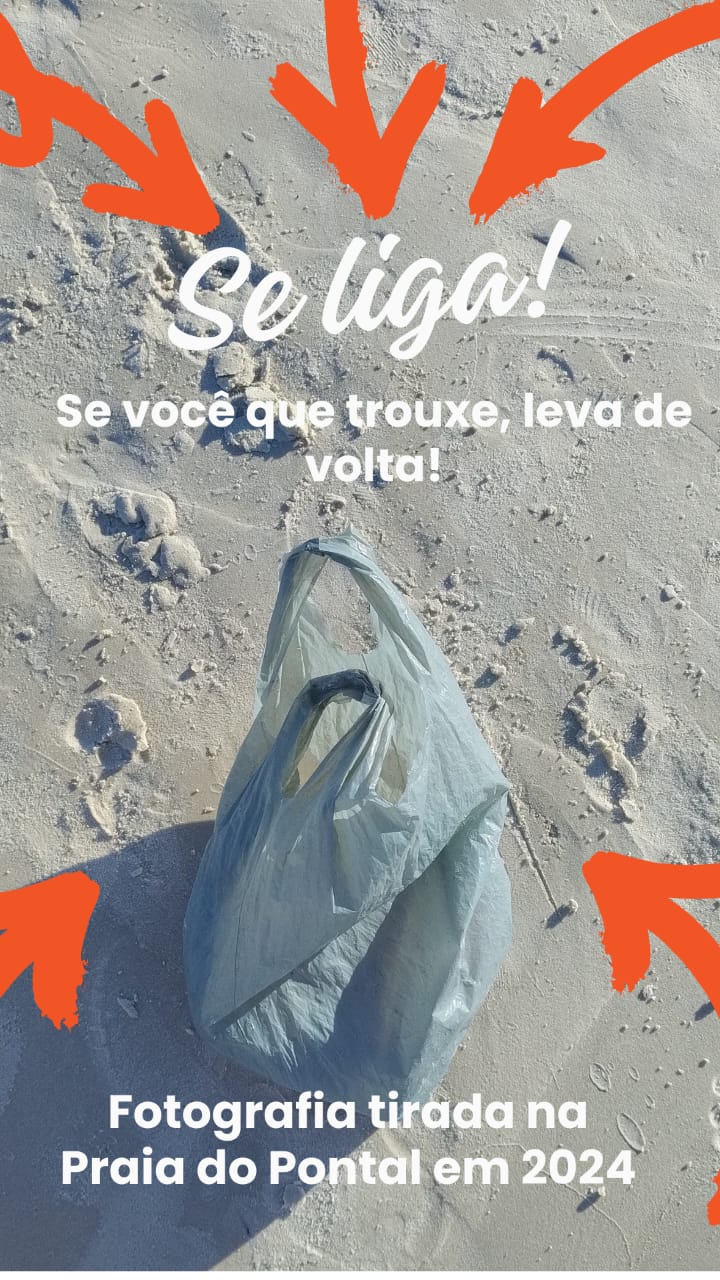 Se liga!
Se você que trouxe, leva de
volta!
Fotografia tirada na
Praia do Pontal em 2024